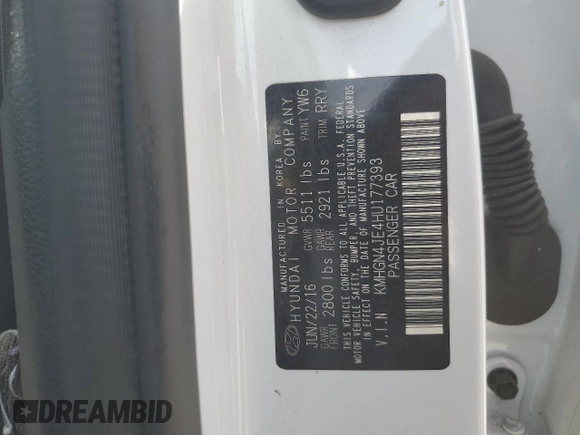 MANUFACTURED IN KOREA BY
HYUNDAI MOTOR COMPANY
JUN/22/16 GVWR 5511 lbs PAINT YW6
GAWR FRONT 2800 lbs GAWR REAR 2921 lbs TRIM RRY
THIS VEHICLE CONFORMS TO ALL APPLICABLE U.S.A. FEDERAL
MOTOR VEHICLE SAFETY, BUMPER, AND THEFT PREVENTION STANDARDS
IN EFFECT ON THE DATE OF MANUFACTURE SHOWN ABOVE
V.I.N KMHGN4JE4HU177393
PASSENGER CAR
DREAMBID